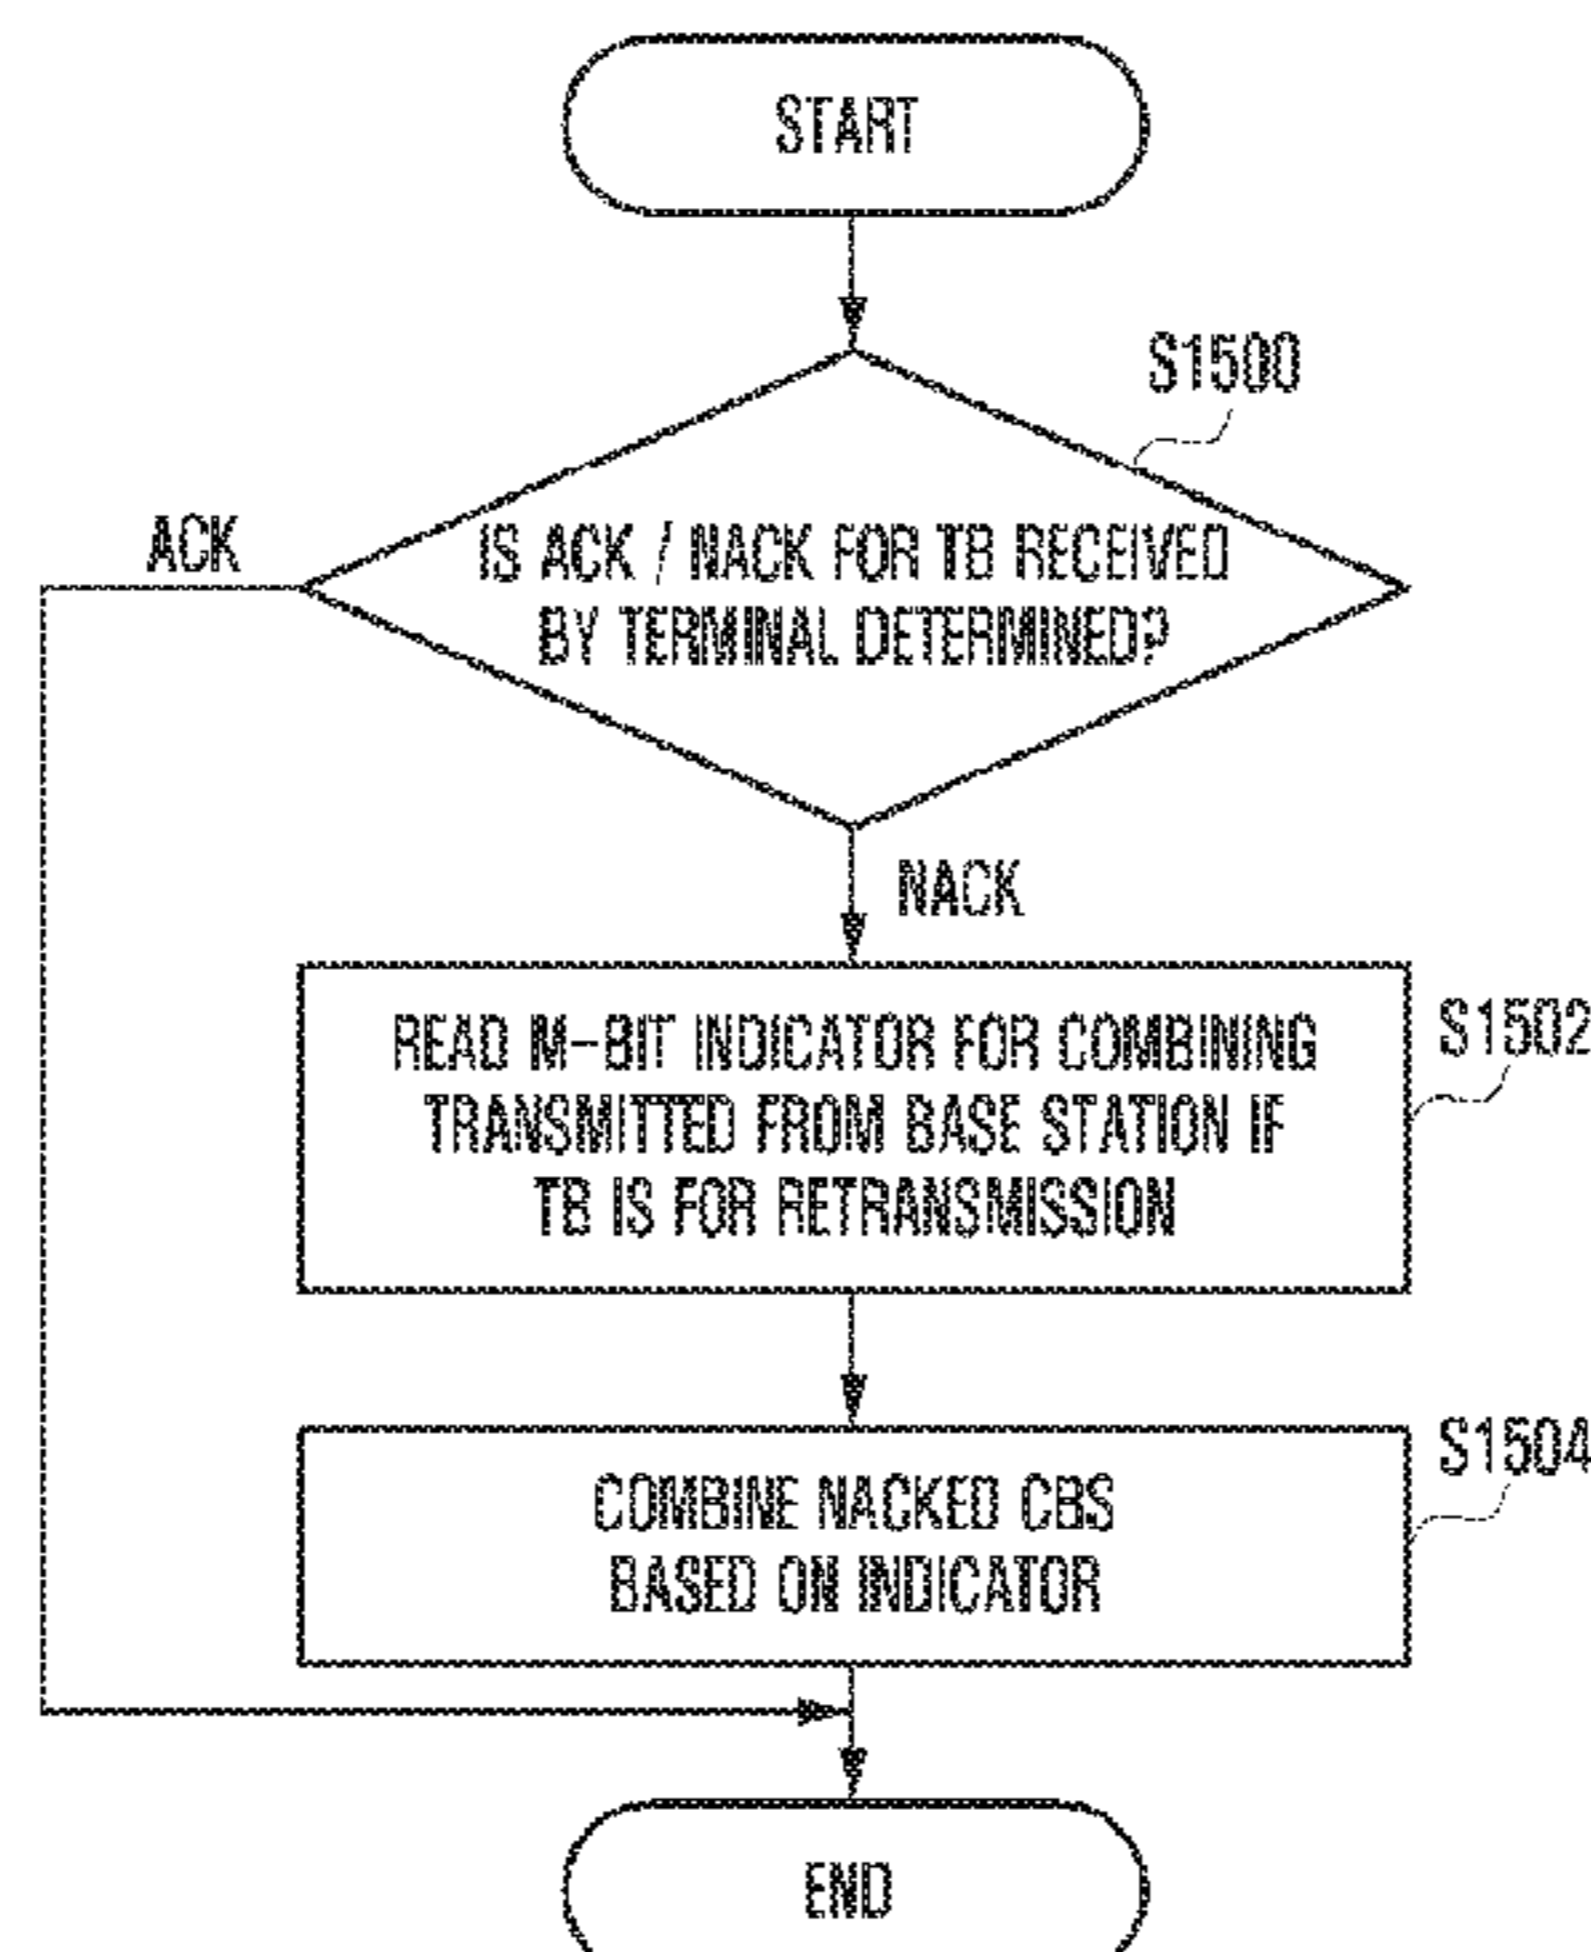 START
S1500
ACK
IS ACK / NACK FOR TB RECEIVED
BY TERMINAL DETERMINED?
NACK
READ M-BIT INDICATOR FOR COMBINING
TRANSMITTED FROM BASE STATION IF
TB IS FOR RETRANSMISSION
S1502
COMBINE NACKED CBS
BASED ON INDICATOR
S1504
END